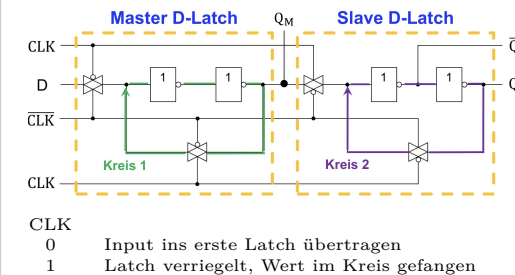 Master D-Latch Q_M Slave D-Latch
CLK Q̅
D 1 1 1 1 Q
C̅L̅K̅
Kreis 1 Kreis 2
CLK
CLK
0 Input ins erste Latch übertragen
1 Latch verriegelt, Wert im Kreis gefangen